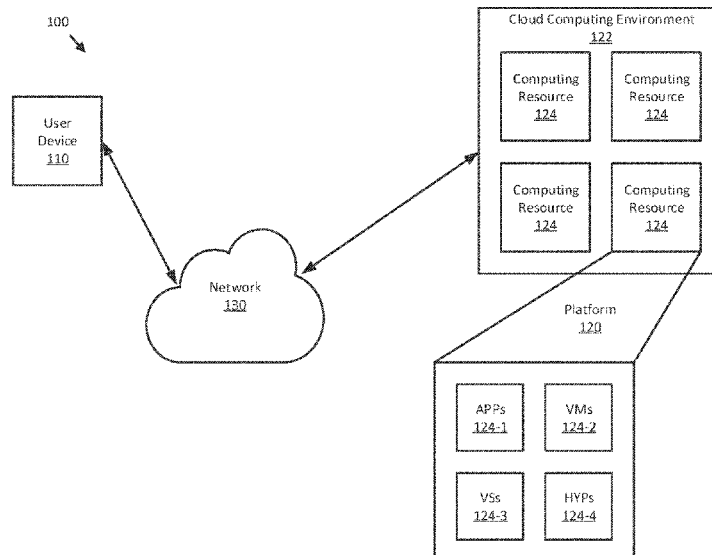 100
User
Device
110
Network
130
Cloud Computing Environment
122
Computing
Resource
124
Computing
Resource
124
Computing
Resource
124
Computing
Resource
124
Platform
120
APPs
124-1
VMs
124-2
VSs
124-3
HYPs
124-4